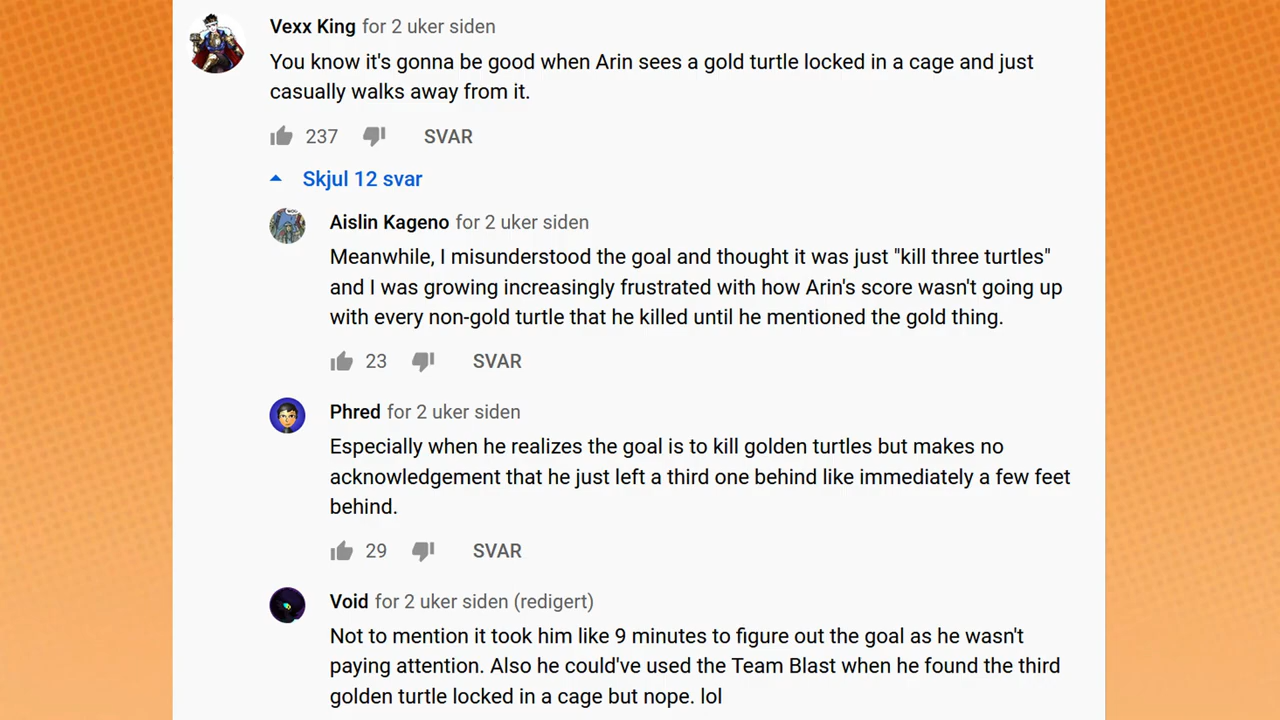 Vexx King for 2 uker siden
You know it's gonna be good when Arin sees a gold turtle locked in a cage and just
casually walks away from it.
237 SVAR
Skjul 12 svar
Aislin Kageno for 2 uker siden
Meanwhile, I misunderstood the goal and thought it was just "kill three turtles"
and I was growing increasingly frustrated with how Arin's score wasn't going up
with every non-gold turtle that he killed until he mentioned the gold thing.
23 SVAR
Phred for 2 uker siden
Especially when he realizes the goal is to kill golden turtles but makes no
acknowledgement that he just left a third one behind like immediately a few feet
behind.
29 SVAR
Void for 2 uker siden (redigert)
Not to mention it took him like 9 minutes to figure out the goal as he wasn't
paying attention. Also he could've used the Team Blast when he found the third
golden turtle locked in a cage but nope. lol